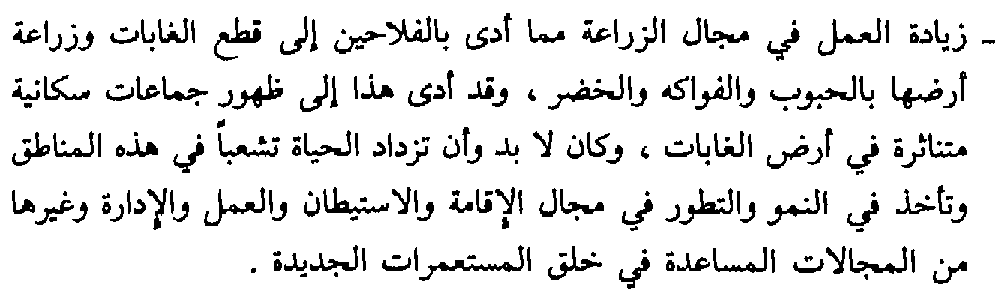 - زيادة العمل في مجال الزراعة مما أدى بالفلاحين إلى قطع الغابات وزراعة
أرضها بالحبوب والفواكه والخضر ، وقد أدى هذا إلى ظهور جماعات سكانية
متناثرة في أرض الغابات ، وكان لا بد وأن تزداد الحياة تشعباً في هذه المناطق
وتأخذ في النمو والتطور في مجال الإقامة والاستيطان والعمل والإدارة وغيرها
من المجالات المساعدة في خلق المستعمرات الجديدة .